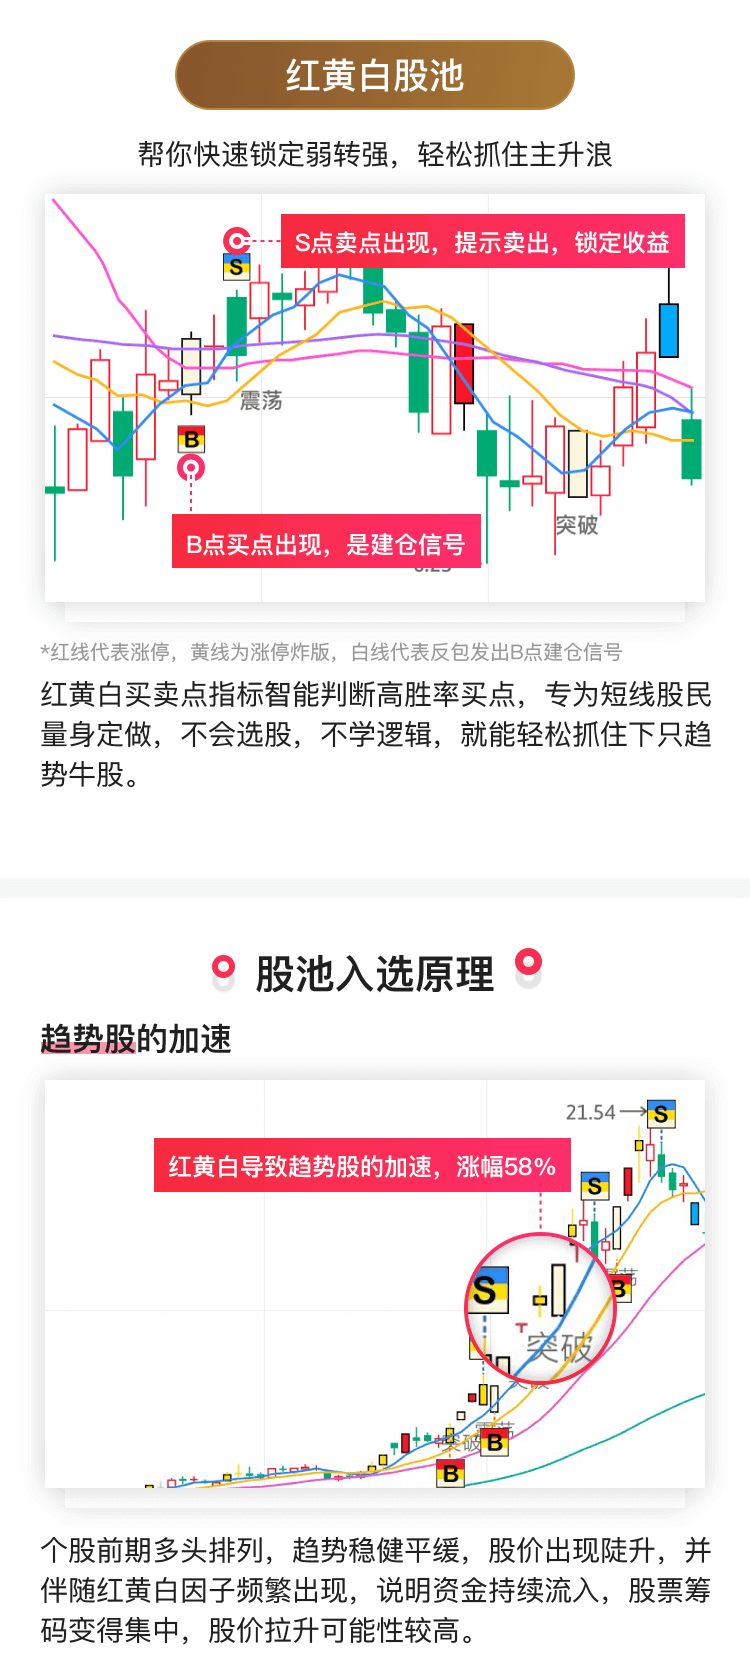 红黄白股池
帮你快速锁定弱转强，轻松抓住主升浪
S点卖点出现，提示卖出，锁定收益
S
震荡
B
突破
B点买点出现，是建仓信号
*红线代表涨停，黄线为涨停炸版，白线代表反包发出B点建仓信号
红黄白买卖点指标智能判断高胜率买点，专为短线股民
量身定做，不会选股，不学逻辑，就能轻松抓住下只趋
势牛股。
股池入选原理
趋势股的加速
21.54
S
红黄白导致趋势股的加速，涨幅58%
S
S
B
T
突破
震荡
突破
B
B
个股前期多头排列，趋势稳健平缓，股价出现陡升，并
伴随红黄白因子频繁出现，说明资金持续流入，股票筹
码变得集中，股价拉升可能性较高。